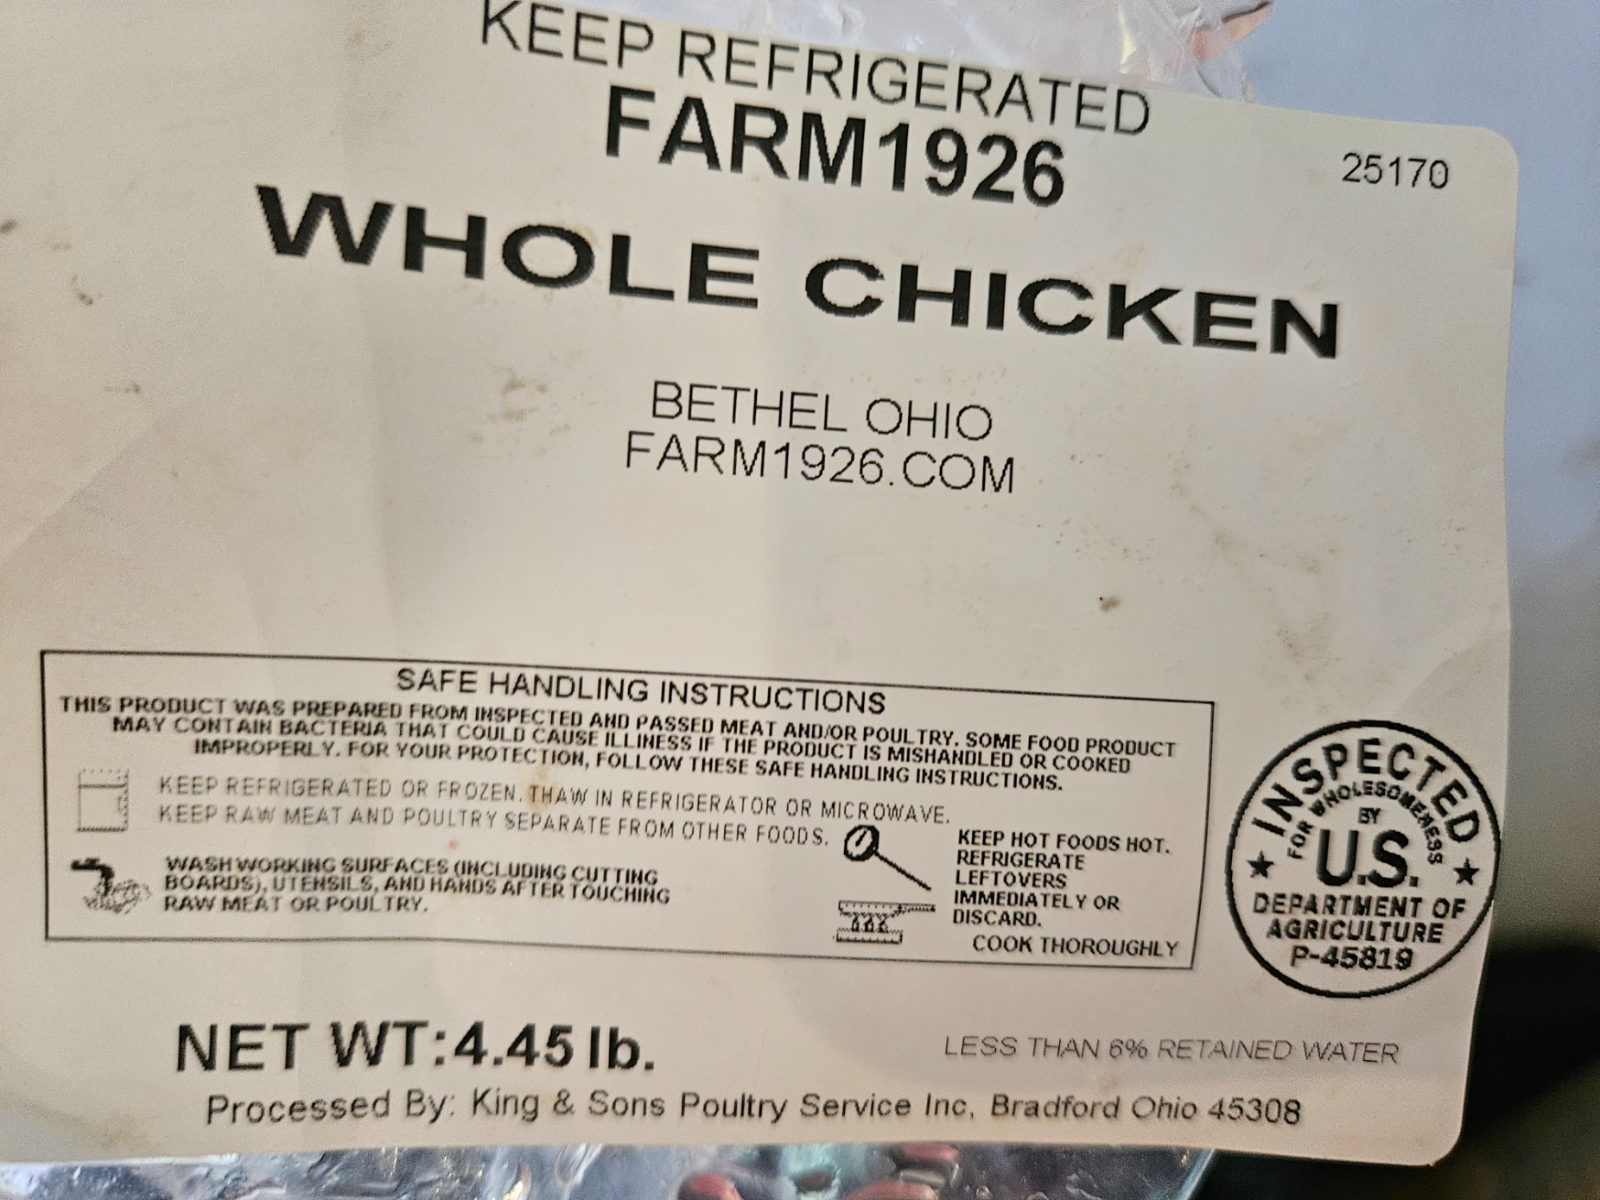 KEEP REFRIGERATED
FARM1926
25170
WHOLE CHICKEN
BETHEL OHIO
FARM1926.COM
SAFE HANDLING INSTRUCTIONS
THIS PRODUCT WAS PREPARED FROM INSPECTED AND PASSED MEAT AND/OR POULTRY. SOME FOOD PRODUCT
MAY CONTAIN BACTERIA THAT COULD CAUSE ILLINESS IF THE PRODUCT IS MISHANDLED OR COOKED
IMPROPERLY. FOR YOUR PROTECTION, FOLLOW THESE SAFE HANDLING INSTRUCTIONS.
KEEP REFRIGERATED OR FROZEN. THAW IN REFRIGERATOR OR MICROWAVE.
KEEP RAW MEAT AND POULTRY SEPARATE FROM OTHER FOODS.
WASH WORKING SURFACES (INCLUDING CUTTING
BOARDS), UTENSILS, AND HANDS AFTER TOUCHING
RAW MEAT OR POULTRY.
KEEP HOT FOODS HOT.
REFRIGERATE
LEFTOVERS
IMMEDIATELY OR
DISCARD.
COOK THOROUGHLY
INSPECTED
FOR WHOLESOMENESS
BY
U.S.
DEPARTMENT OF
AGRICULTURE
P-45819
NET WT:4.45 lb.
LESS THAN 6% RETAINED WATER
Processed By: King & Sons Poultry Service Inc, Bradford Ohio 45308